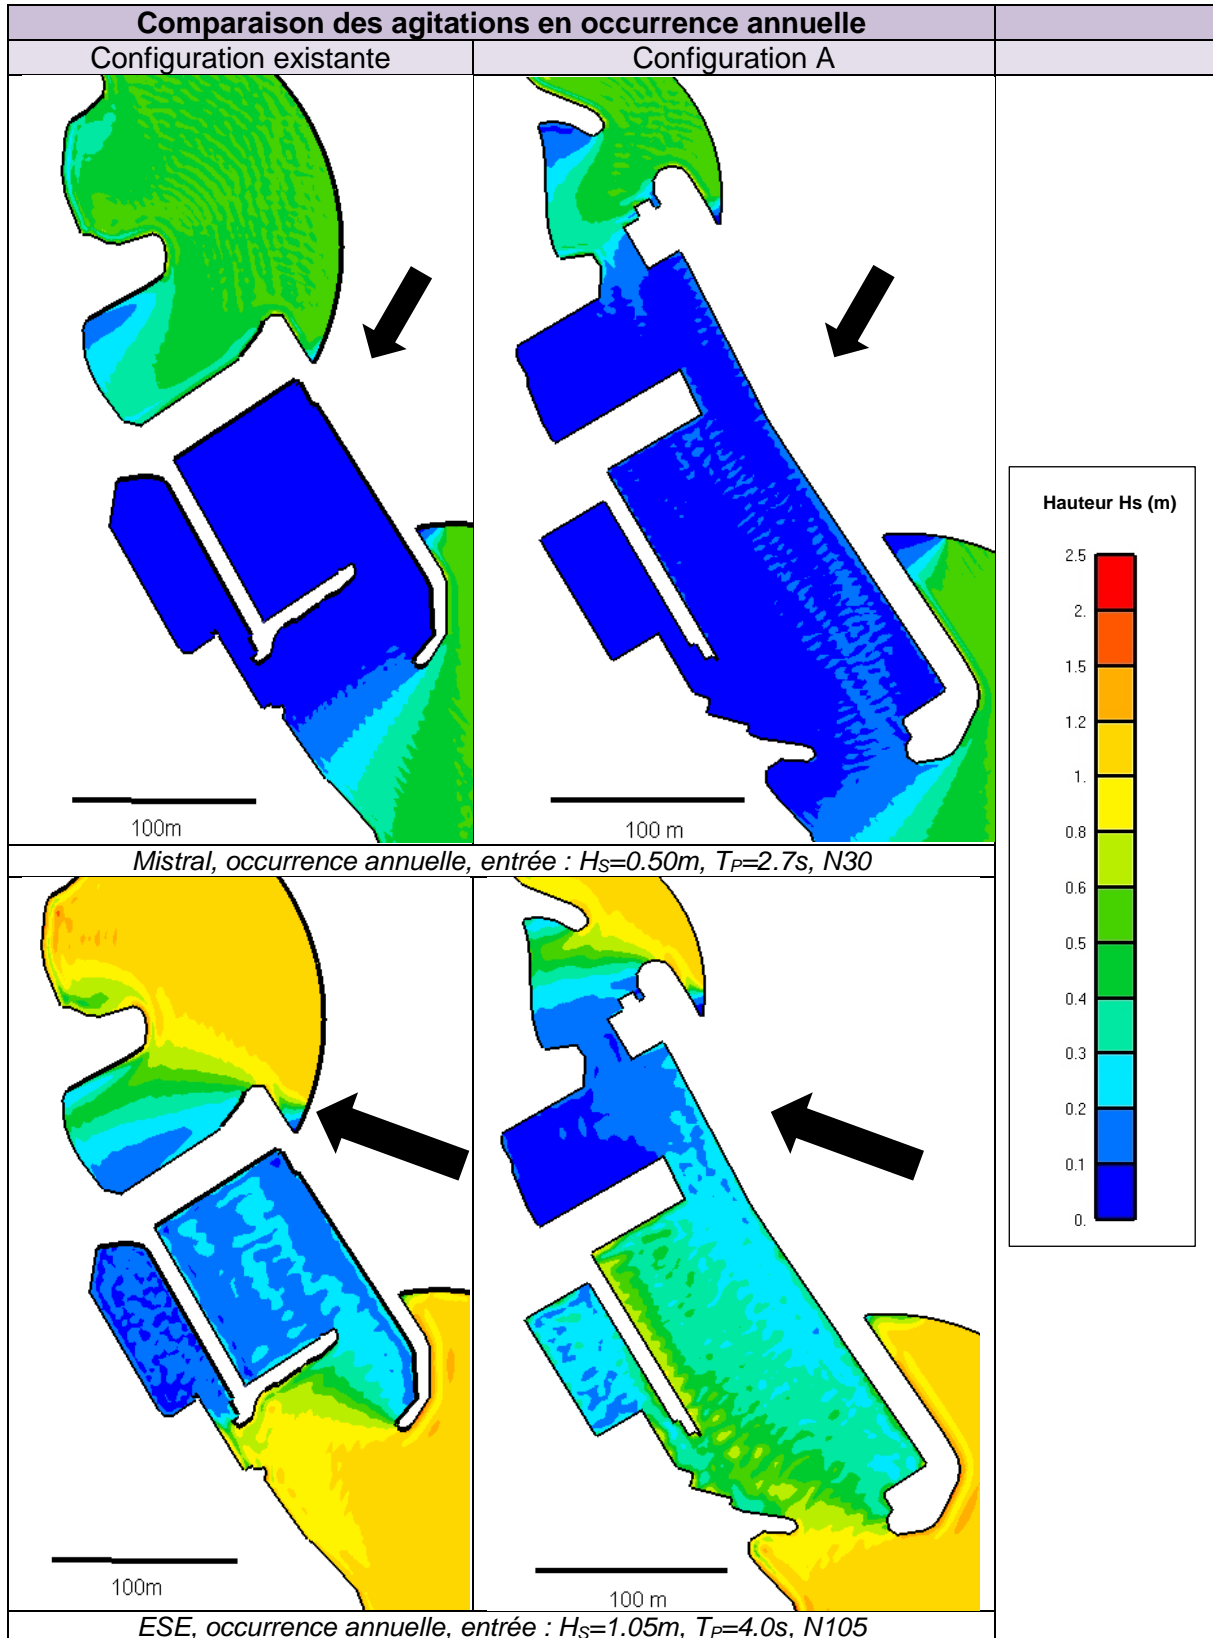 Comparaison des agitations en occurrence annuelle
Configuration existante
Configuration A
100m
100 m
Mistral, occurrence annuelle, entrée : HS=0.50m, TP=2.7s, N30
100m
100 m
ESE, occurrence annuelle, entrée : HS=1.05m, TP=4.0s, N105
Hauteur Hs (m)
2.5
2.
1.5
1.2
1.
0.8
0.6
0.5
0.4
0.3
0.2
0.1
0.